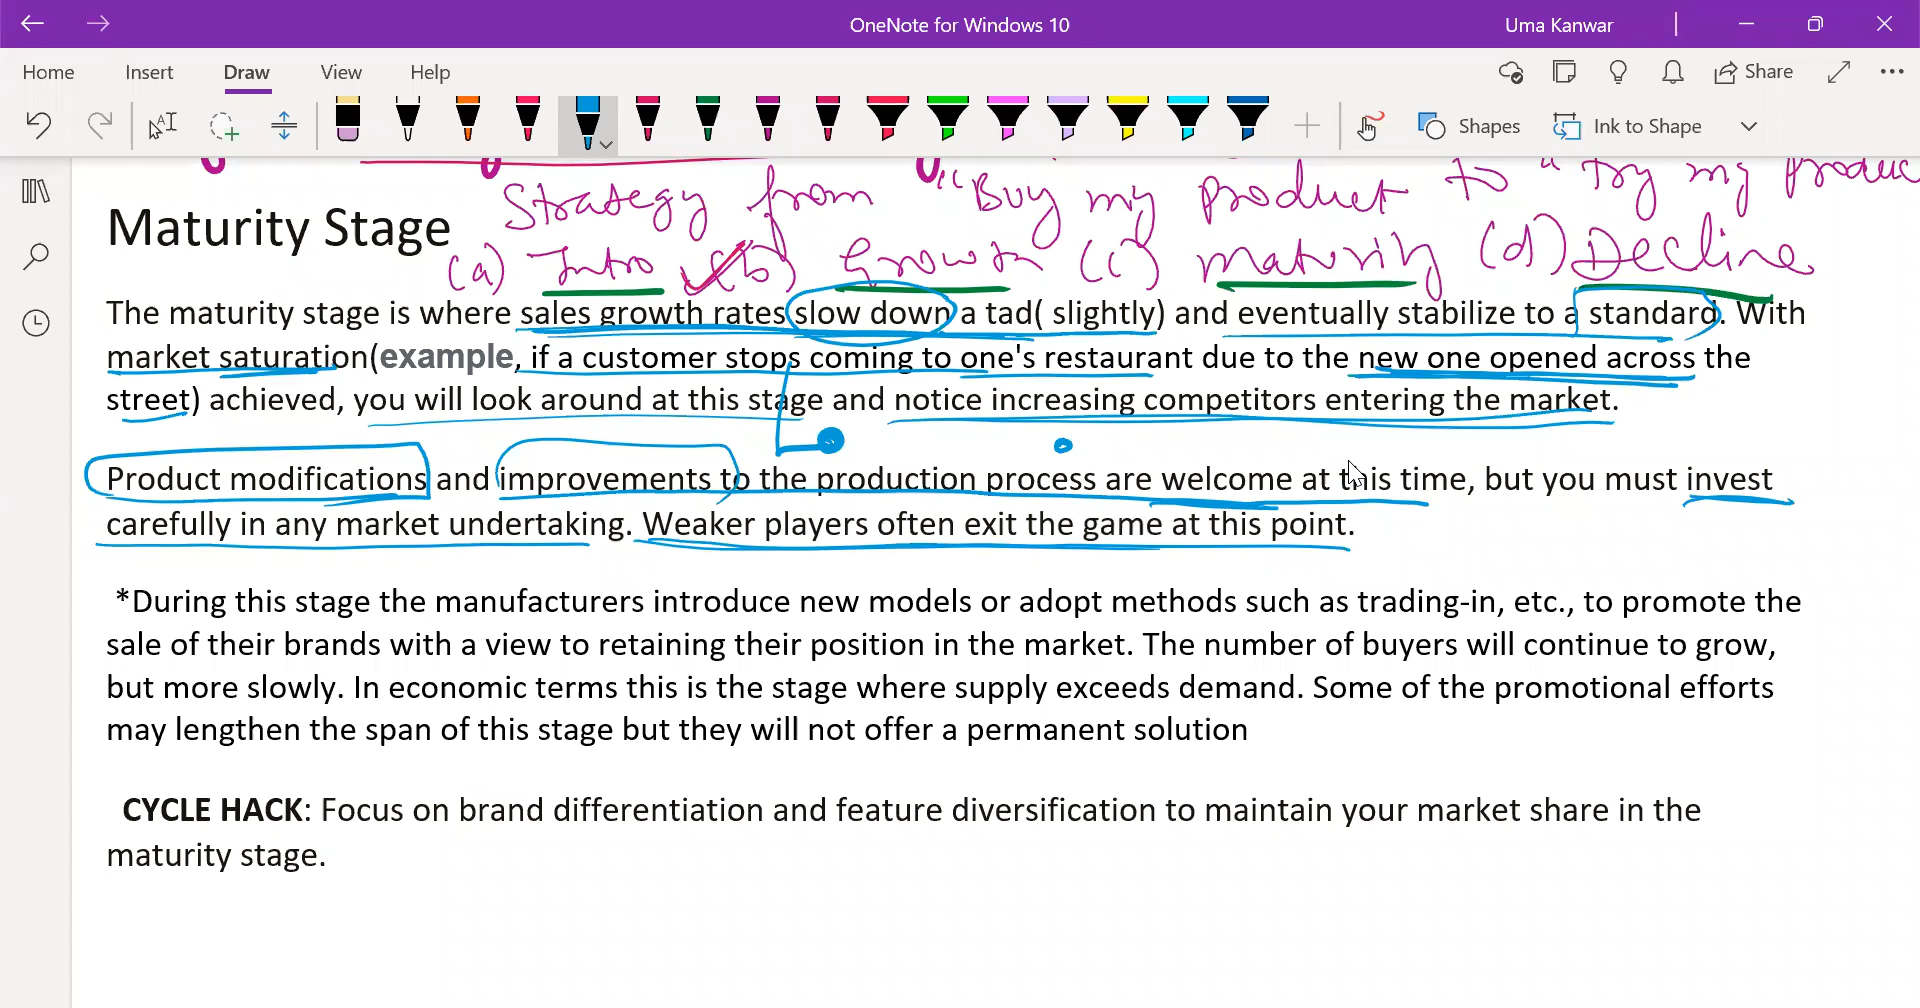 OneNote for Windows 10
Uma Kanwar
Home Insert Draw View Help
Share
Shapes Ink to Shape
Strategy from "Buy my product to "Try my
Maturity Stage
(a) Intro (b) Growth (c) maturity (d) Decline
The maturity stage is where sales growth rates slow down a tad( slightly) and eventually stabilize to a standard. With
market saturation(example, if a customer stops coming to one's restaurant due to the new one opened across the
street) achieved, you will look around at this stage and notice increasing competitors entering the market.
Product modifications and improvements to the production process are welcome at this time, but you must invest
carefully in any market undertaking. Weaker players often exit the game at this point.
*During this stage the manufacturers introduce new models or adopt methods such as trading-in, etc., to promote the
sale of their brands with a view to retaining their position in the market. The number of buyers will continue to grow,
but more slowly. In economic terms this is the stage where supply exceeds demand. Some of the promotional efforts
may lengthen the span of this stage but they will not offer a permanent solution
CYCLE HACK: Focus on brand differentiation and feature diversification to maintain your market share in the
maturity stage.